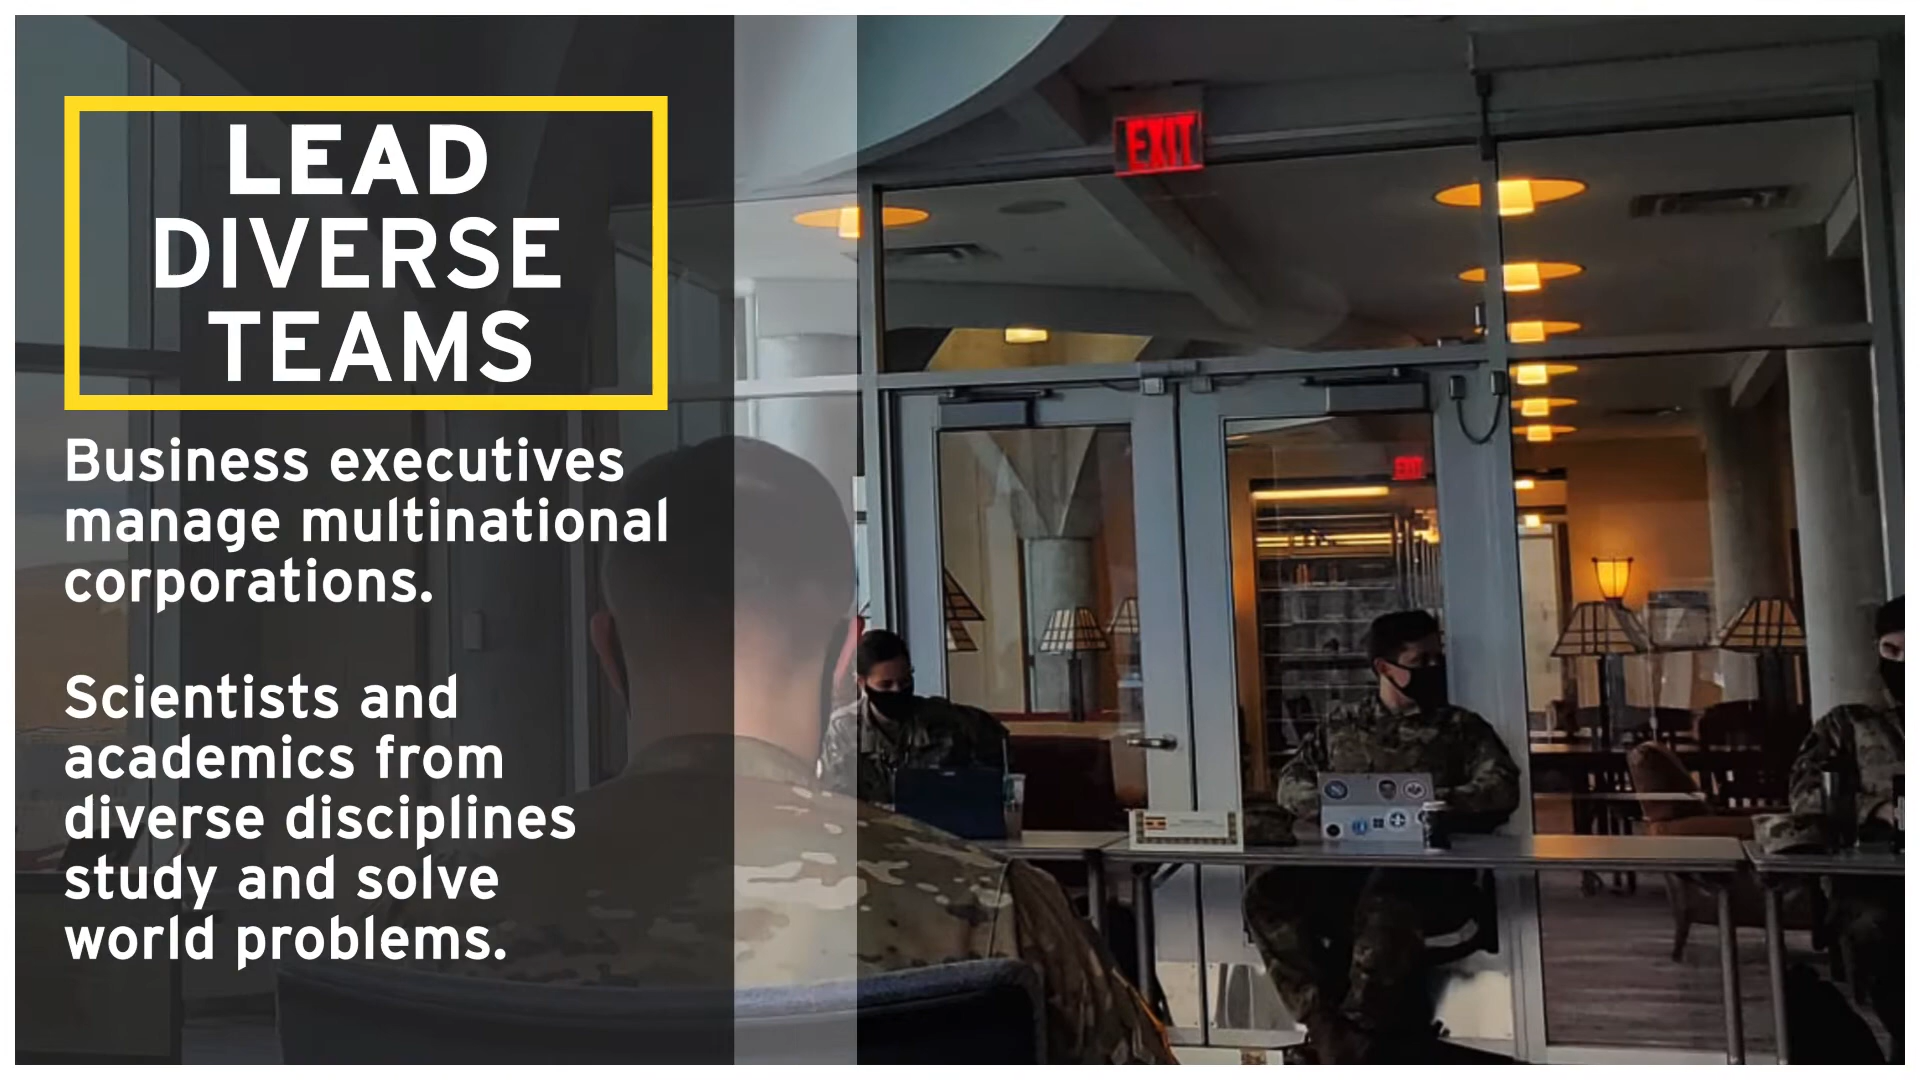 LEAD
DIVERSE
TEAMS
Business executives
manage multinational
corporations.
Scientists and
academics from
diverse disciplines
study and solve
world problems.
EXIT
EXIT